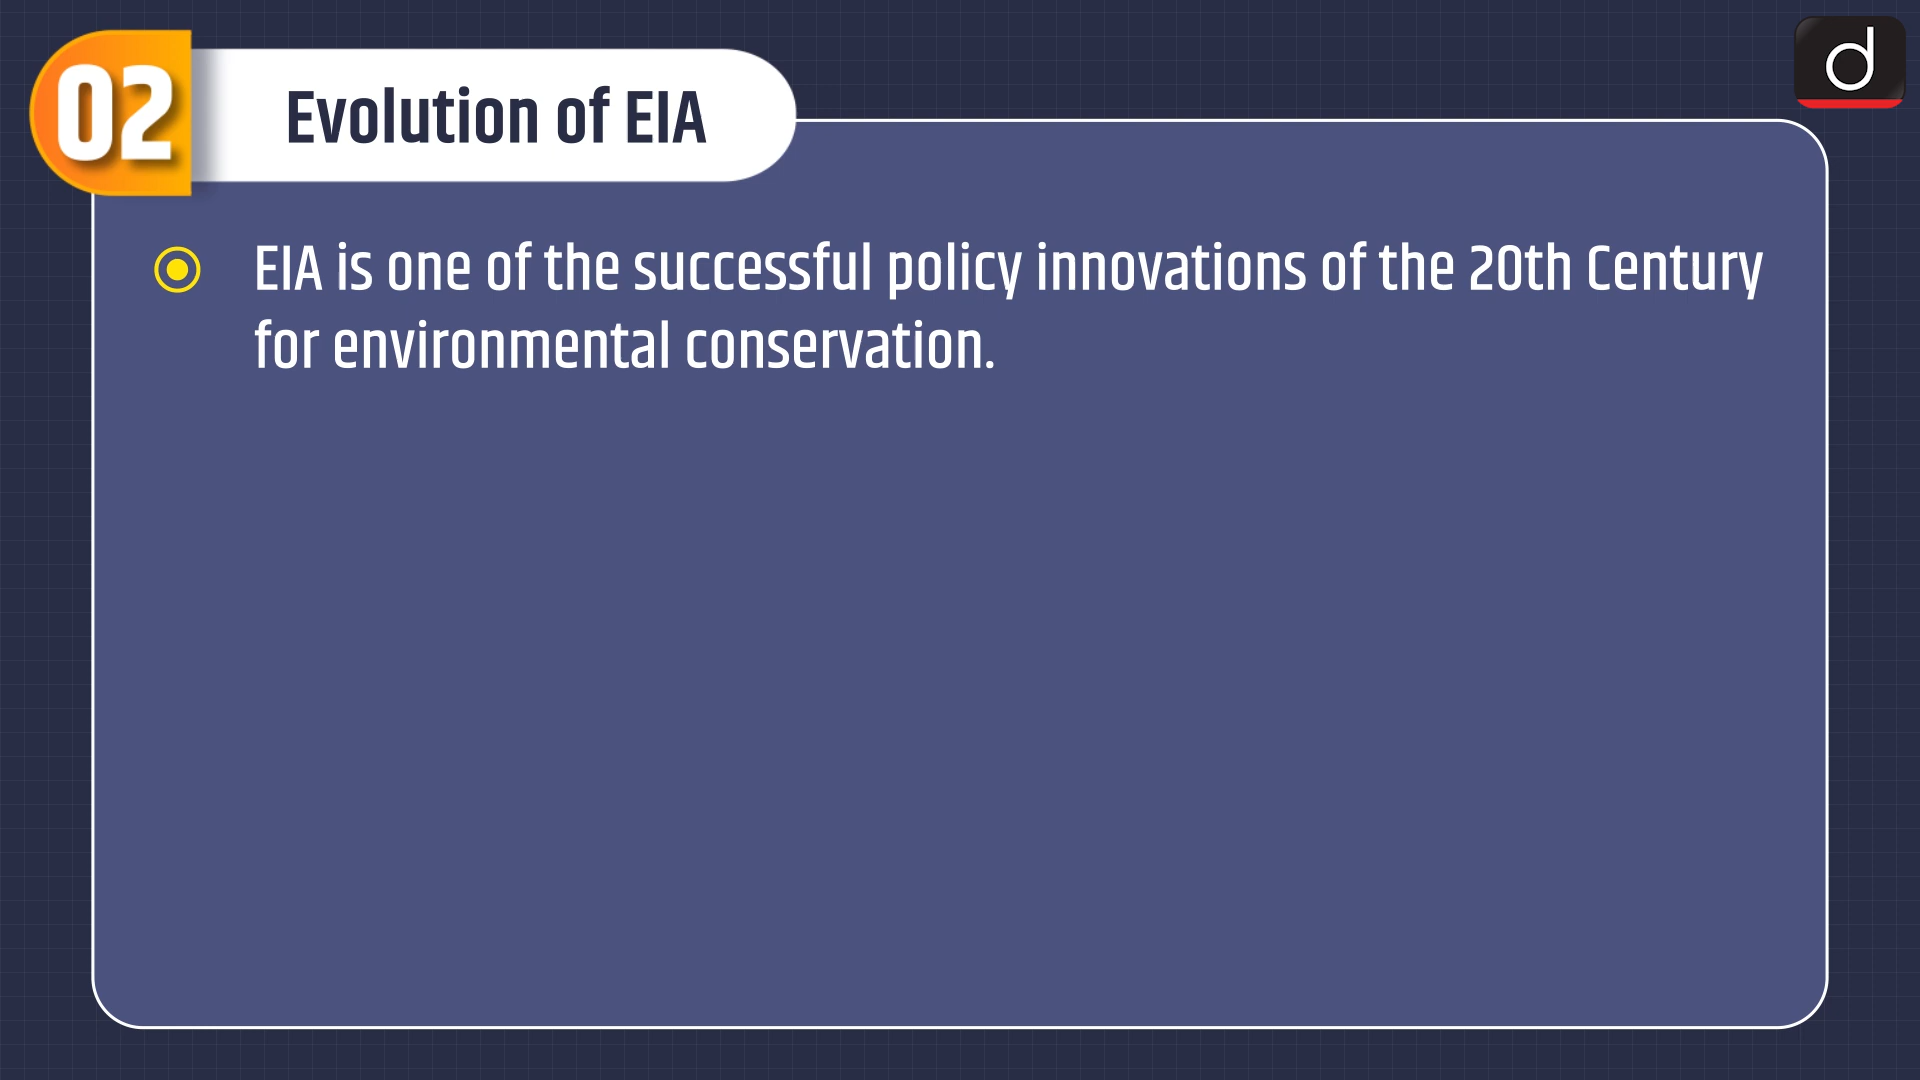 02
Evolution of EIA
d
EIA is one of the successful policy innovations of the 20th Century
for environmental conservation.